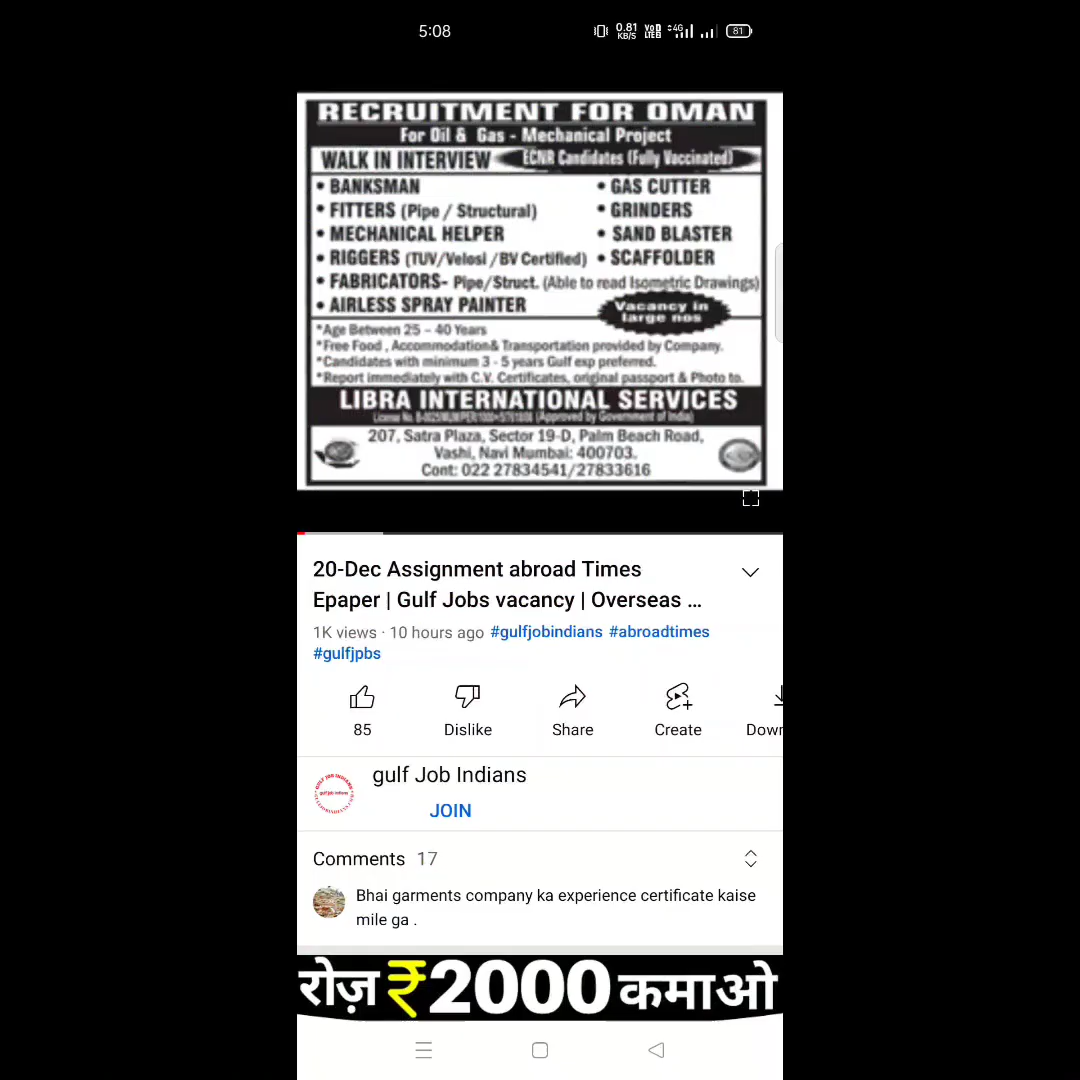 5:08
0.81 KB/S
4G
81
RECRUITMENT FOR OMAN
For Oil & Gas - Mechanical Project
WALK IN INTERVIEW ECNR Candidates (Fully Vaccinated)
• BANKSMAN
• FITTERS (Pipe / Structural)
• MECHANICAL HELPER
• RIGGERS (TUV/Velosi /BV Certified)
• FABRICATORS- Pipe/Struct. (Able to read Isometric Drawings)
• AIRLESS SPRAY PAINTER
• GAS CUTTER
• GRINDERS
• SAND BLASTER
• SCAFFOLDER
Vacancy in
large nos
*Age Between 25 – 40 Years
*Free Food , Accommodation& Transportation provided by Company.
*Candidates with minimum 3 - 5 years Gulf exp preferred.
*Report immediately with C.V. Certificates, original passport & Photo to.
LIBRA INTERNATIONAL SERVICES
(Approved by Government of India)
207, Satra Plaza, Sector 19-D, Palm Beach Road,
Vashi, Navi Mumbai: 400703.
Cont: 022 27834541/27833616
20-Dec Assignment abroad Times
Epaper | Gulf Jobs vacancy | Overseas ...
1K views · 10 hours ago #gulfjobindians #abroadtimes
#gulfjpbs
85 Dislike Share Create Dowr
gulf Job Indians
JOIN
Comments 17
Bhai garments company ka experience certificate kaise
mile ga .
रोज़ ₹2000 कमाओ